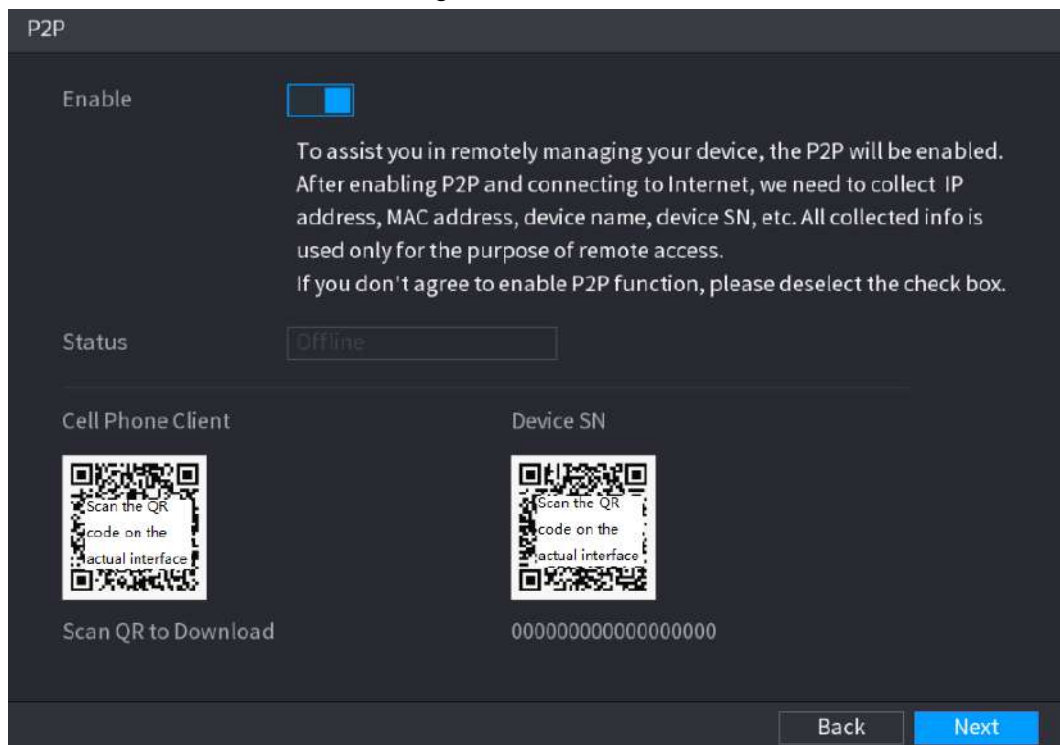 P2P
Enable
To assist you in remotely managing your device, the P2P will be enabled.
After enabling P2P and connecting to Internet, we need to collect IP
address, MAC address, device name, device SN, etc. All collected info is
used only for the purpose of remote access.
If you don't agree to enable P2P function, please deselect the check box.
Status
Offline
Cell Phone Client
Device SN
Scan the QR
code on the
actual interface
Scan the QR
code on the
actual interface
Scan QR to Download
000000000000000000
Back
Next